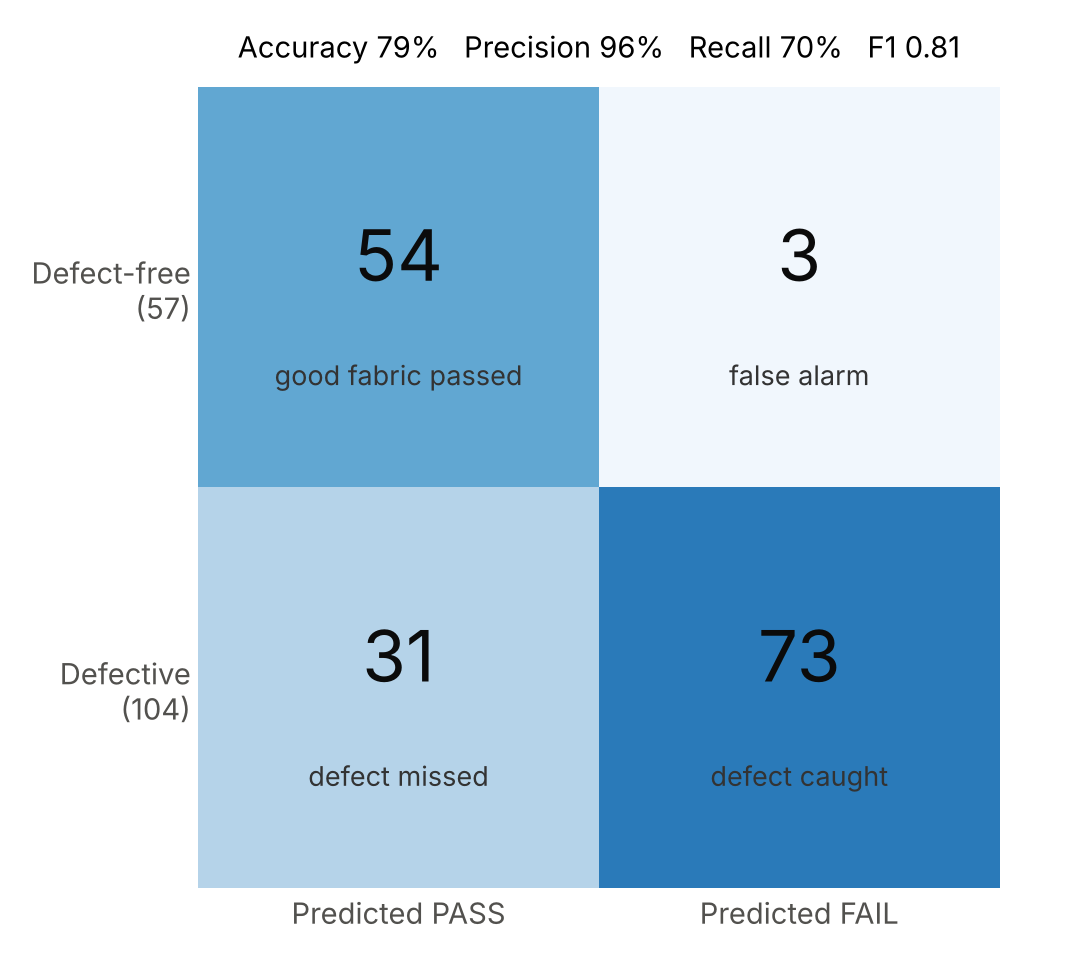 Accuracy 79% Precision 96% Recall 70% F1 0.81
Defect-free
(57)
54
good fabric passed
3
false alarm
Defective
(104)
31
defect missed
73
defect caught
Predicted PASS
Predicted FAIL